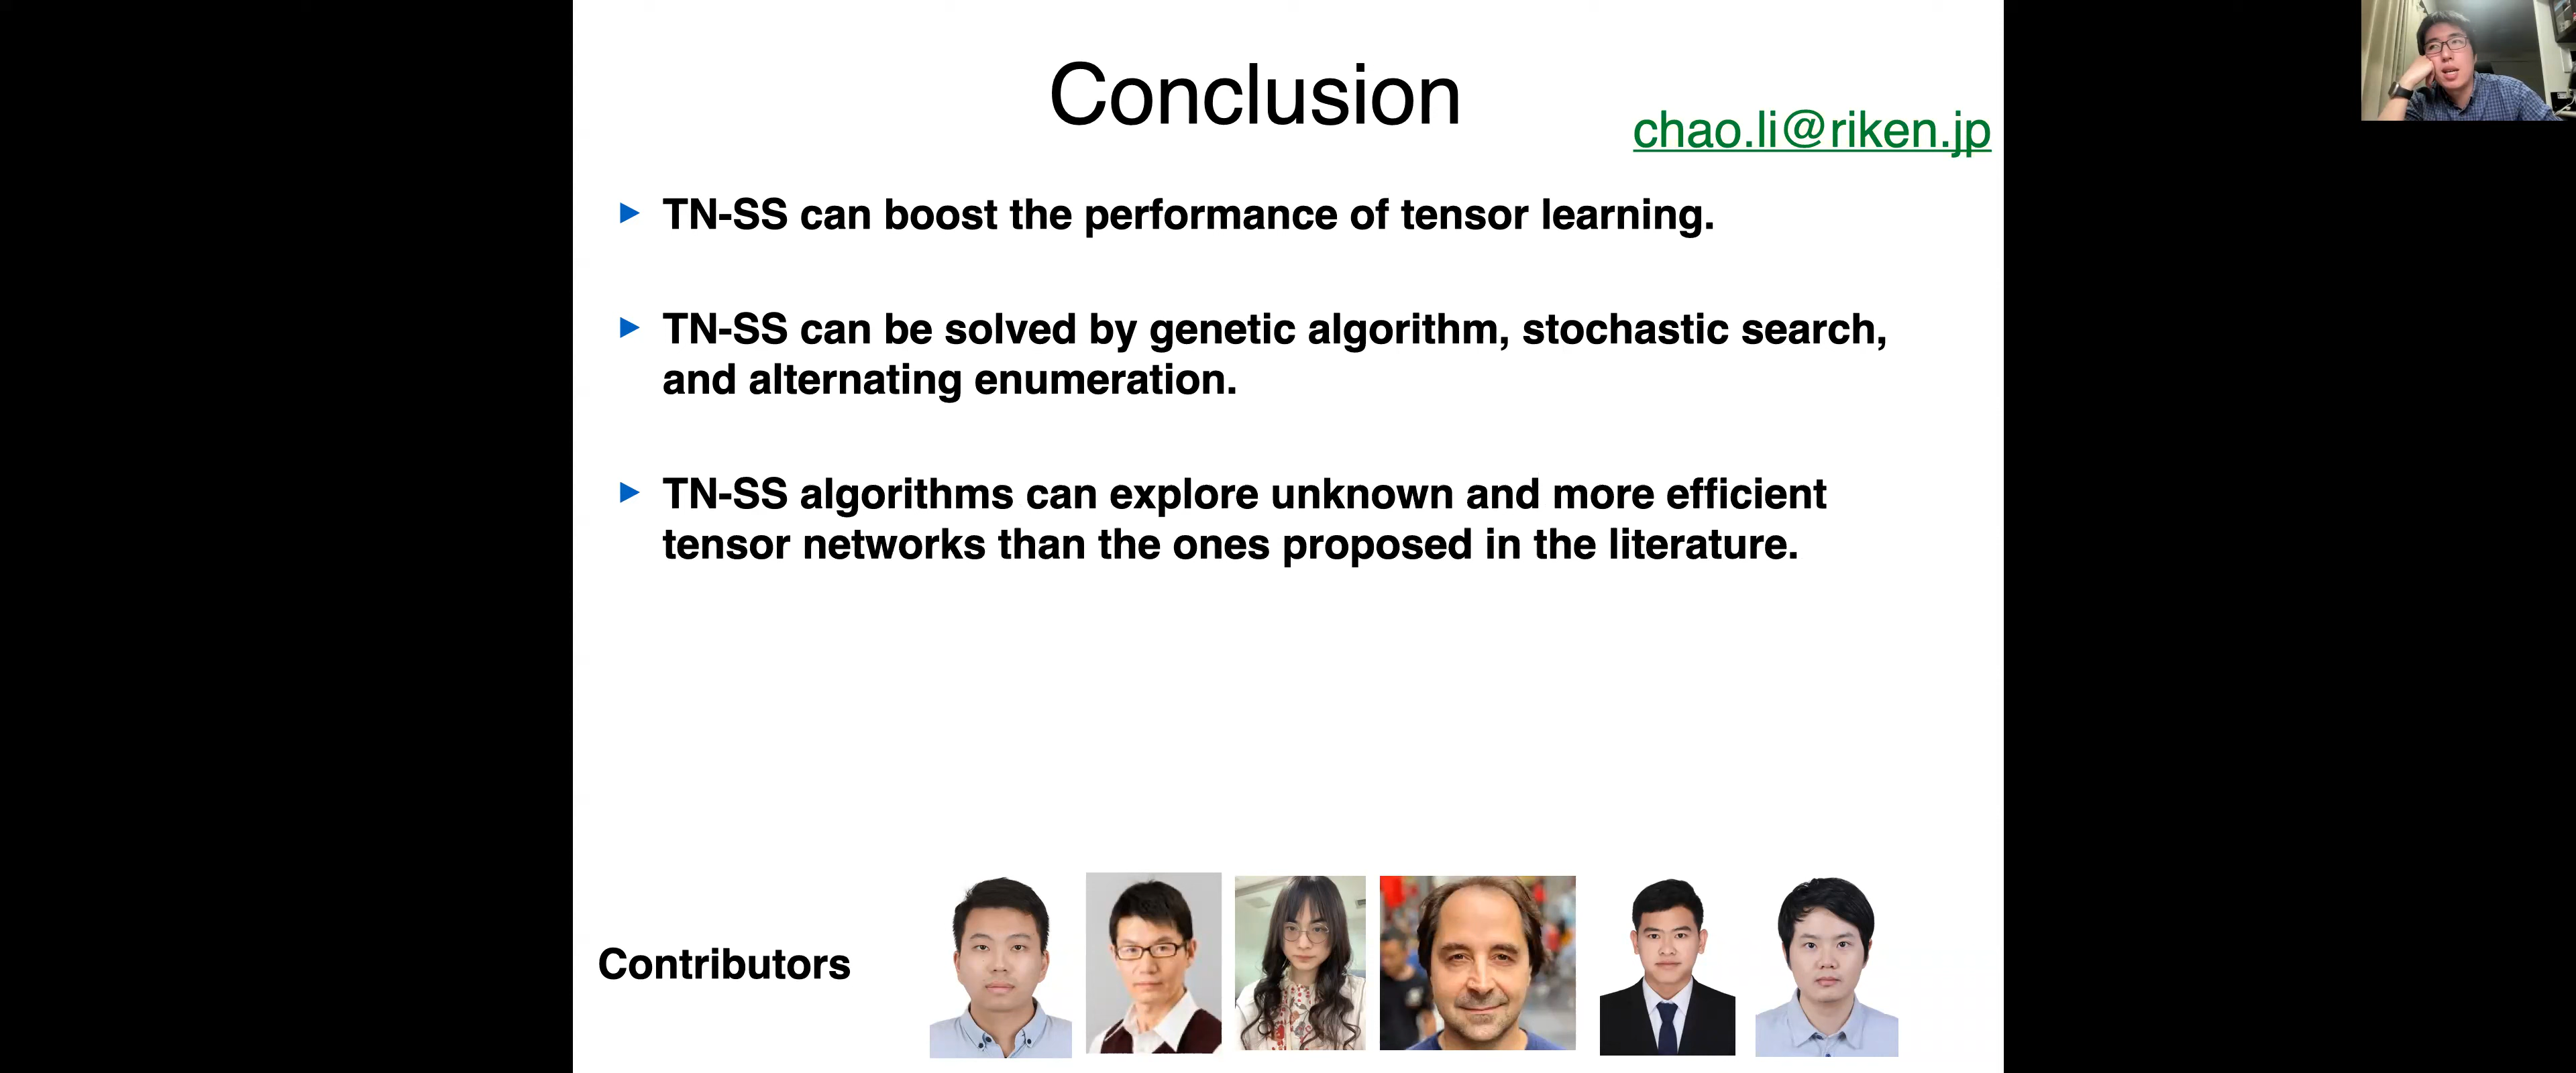 Conclusion
chao.li@riken.jp
TN-SS can boost the performance of tensor learning.
TN-SS can be solved by genetic algorithm, stochastic search,
and alternating enumeration.
TN-SS algorithms can explore unknown and more efficient
tensor networks than the ones proposed in the literature.
Contributors